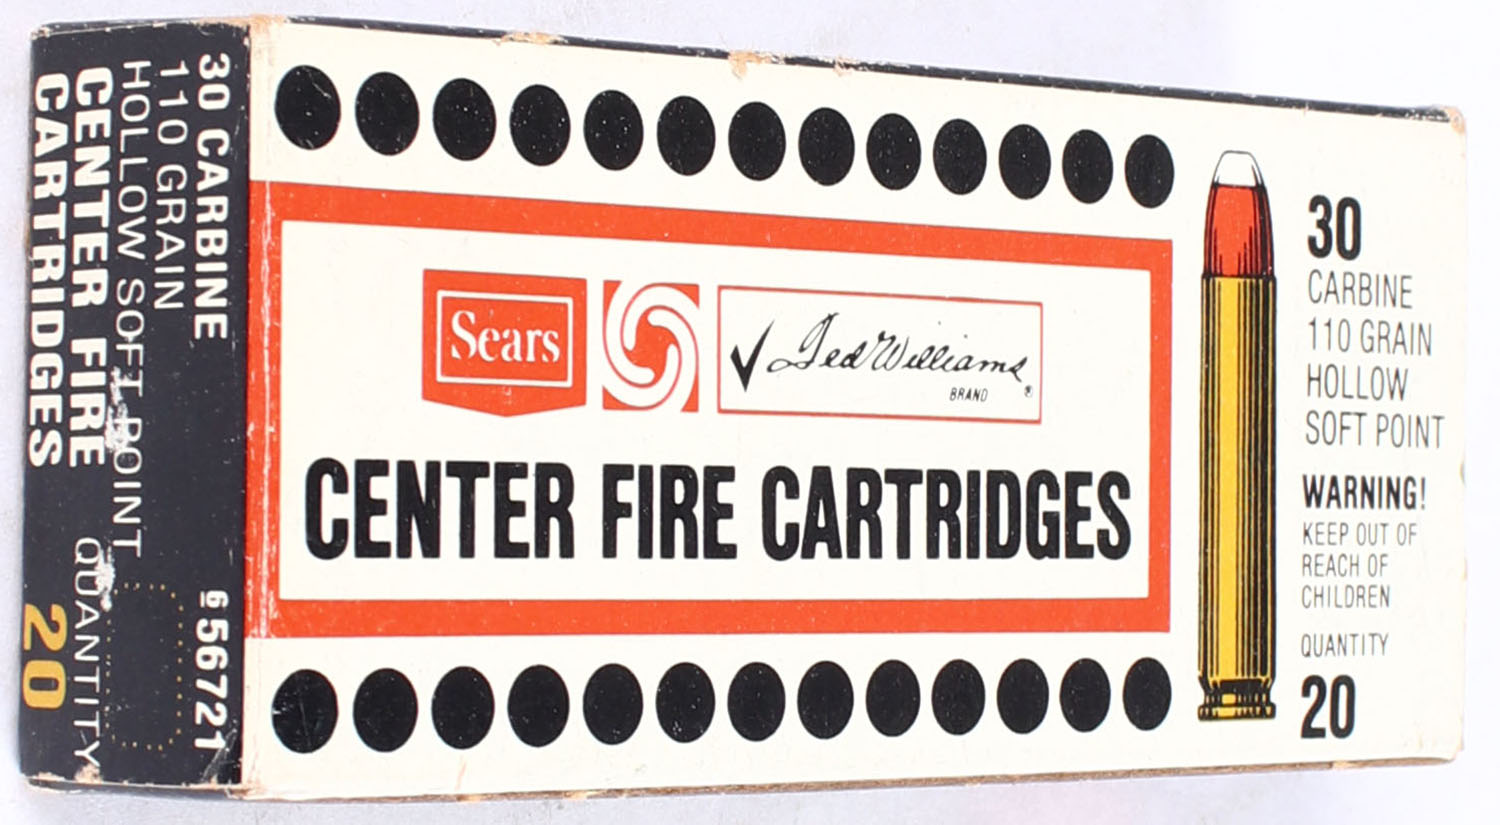 30 CARBINE
110 GRAIN
HOLLOW SOFT POINT
CENTER FIRE
CARTRIDGES
6 56721
QUANTITY
20
Sears
Ted Williams
BRAND ®
CENTER FIRE CARTRIDGES
30
CARBINE
110 GRAIN
HOLLOW
SOFT POINT
WARNING!
KEEP OUT OF
REACH OF
CHILDREN
QUANTITY
20